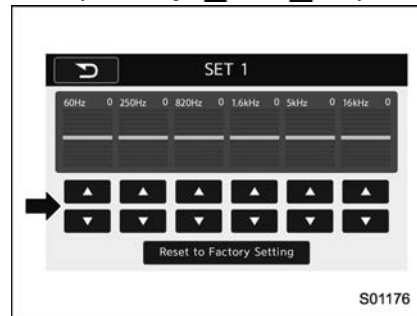 SET 1
60Hz 0 250Hz 0 820Hz 0 1.6kHz 0 5kHz 0 16kHz 0
Reset to Factory Setting
S01176